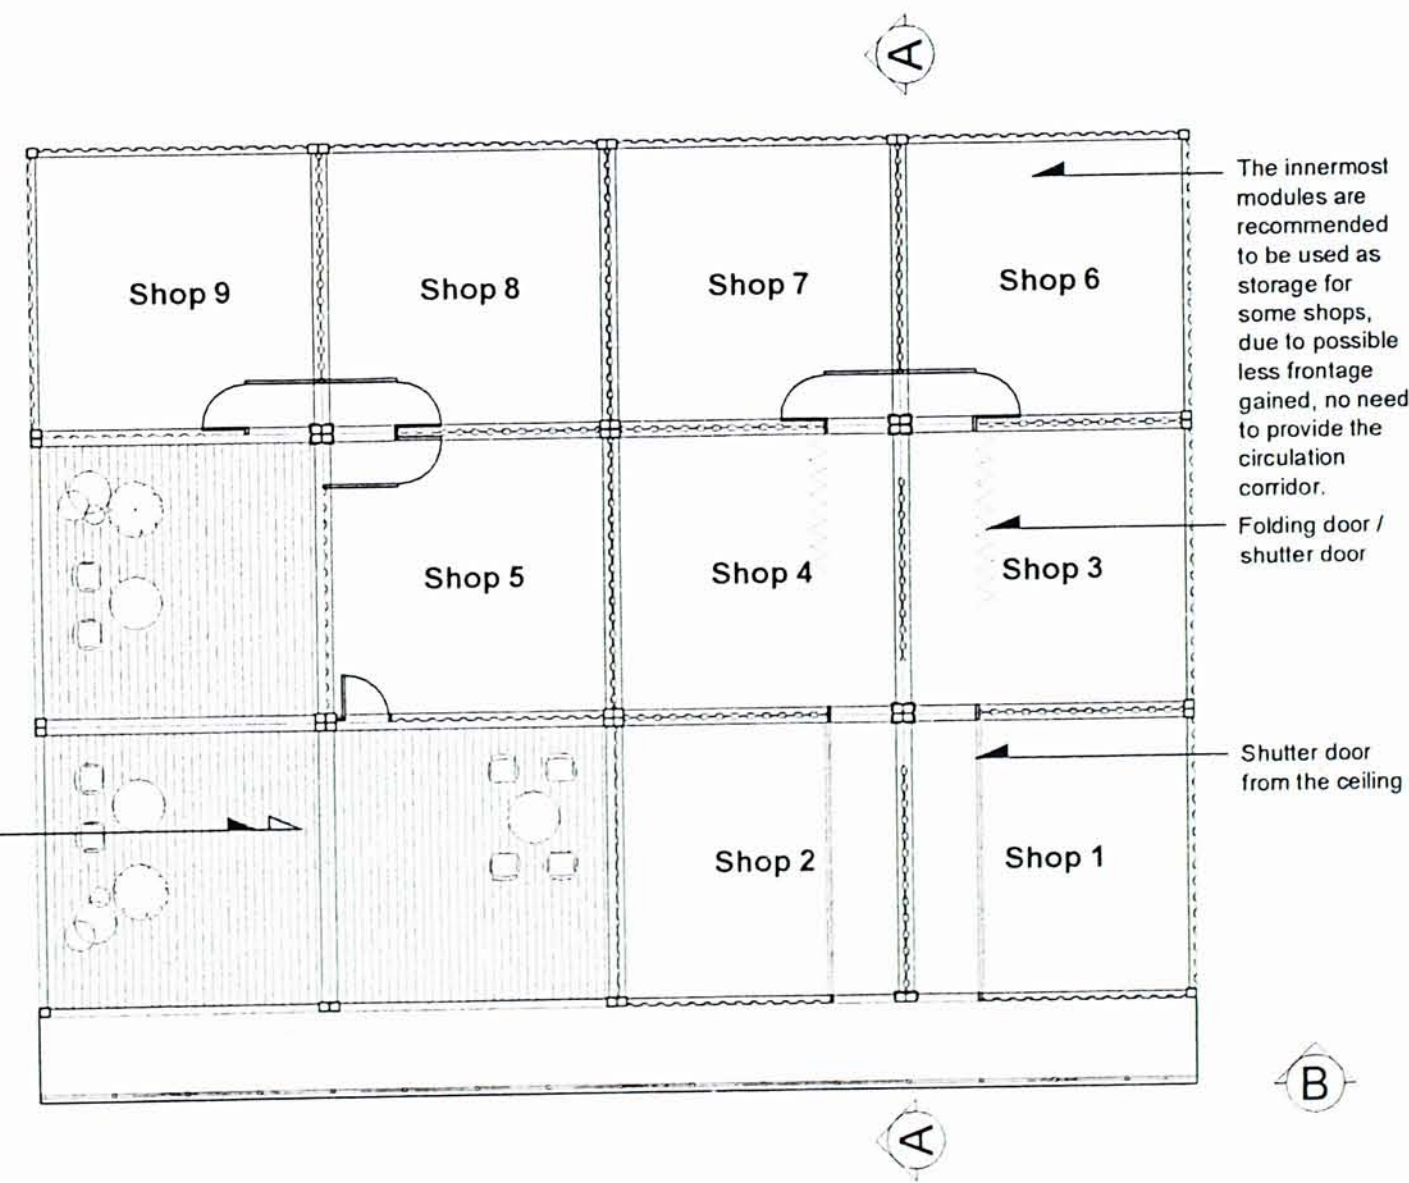 A
The innermost
modules are
recommended
to be used as
storage for
some shops,
due to possible
less frontage
gained, no need
to provide the
circulation
corridor.
Shop 9
Shop 8
Shop 7
Shop 6
Folding door /
shutter door
Shop 5
Shop 4
Shop 3
Shutter door
from the ceiling
Shop 2
Shop 1
B
A